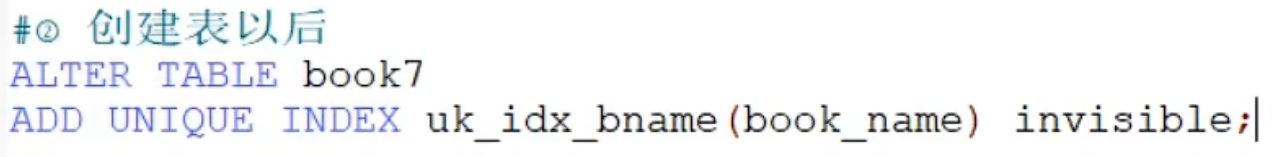 #② 创建表以后
ALTER TABLE book7
ADD UNIQUE INDEX uk_idx_bname(book_name) invisible;